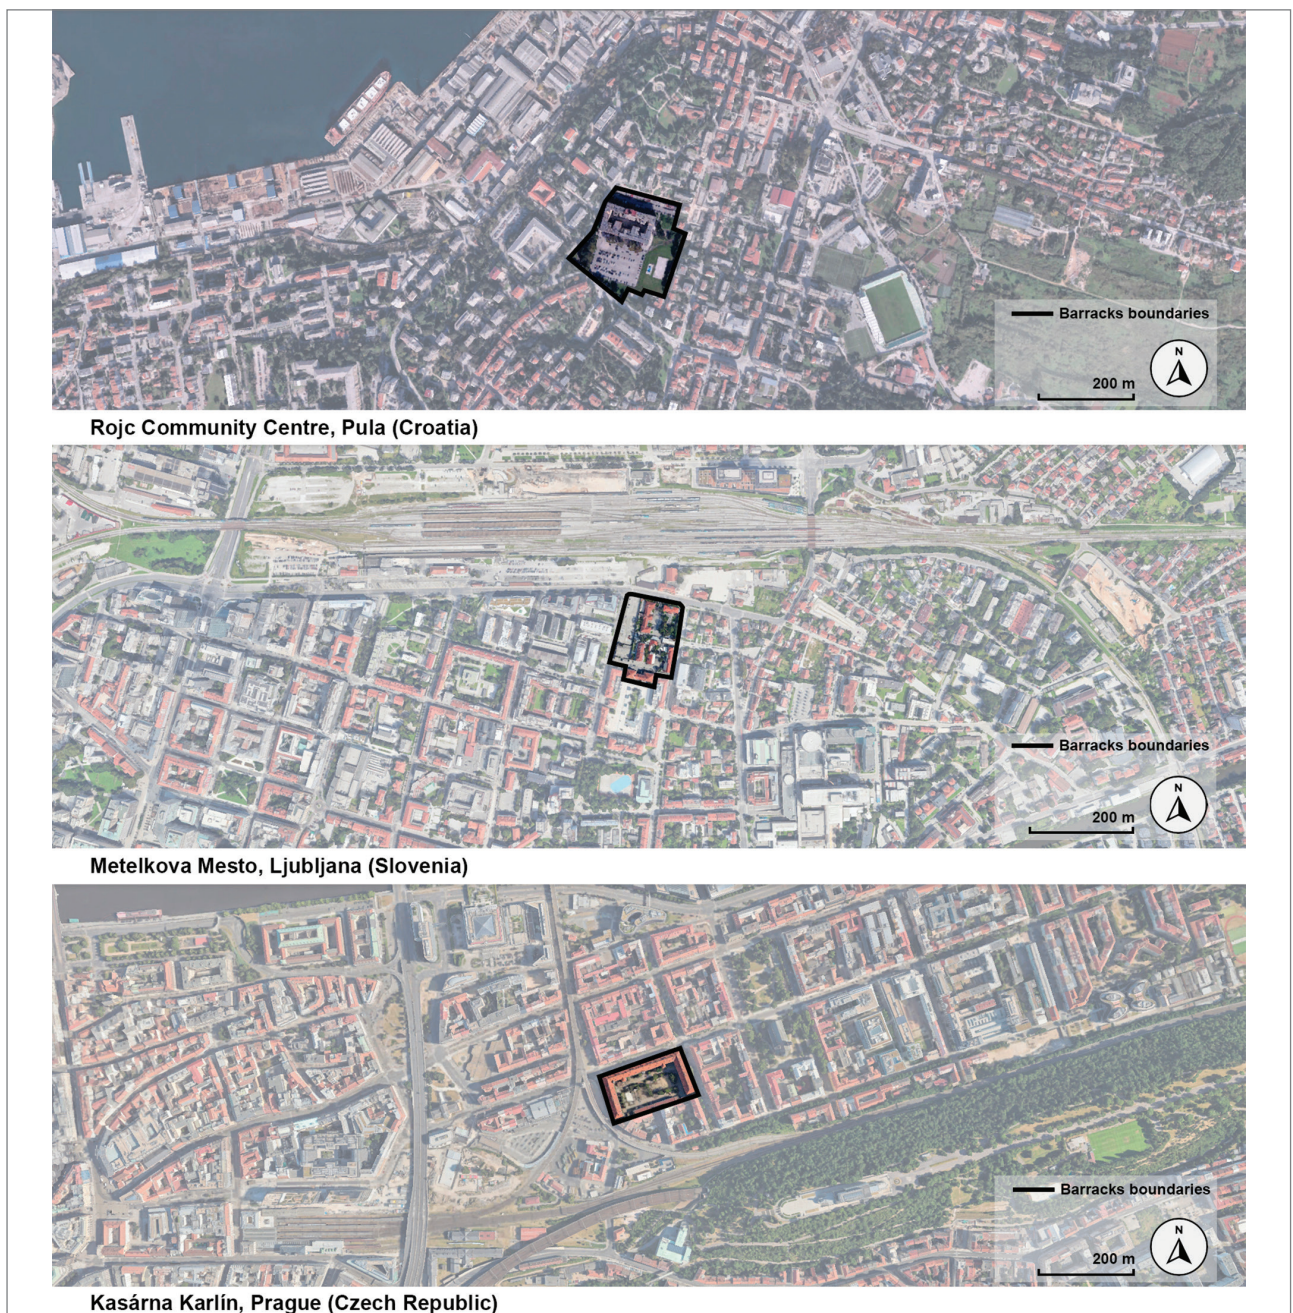 Barracks boundaries
N
200 m
Rojc Community Centre, Pula (Croatia)
Barracks boundaries
N
200 m
Metelkova Mesto, Ljubljana (Slovenia)
Barracks boundaries
N
200 m
Kasárna Karlín, Prague (Czech Republic)